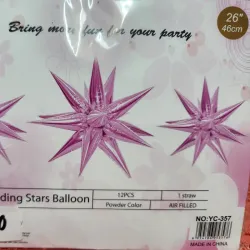 Bring more fun for your party
26"
46cm
ding Stars Balloon
12PCS
1 straw
Powder Color
AIR FILLED
0
NO:YC-357
MADE IN CHINA